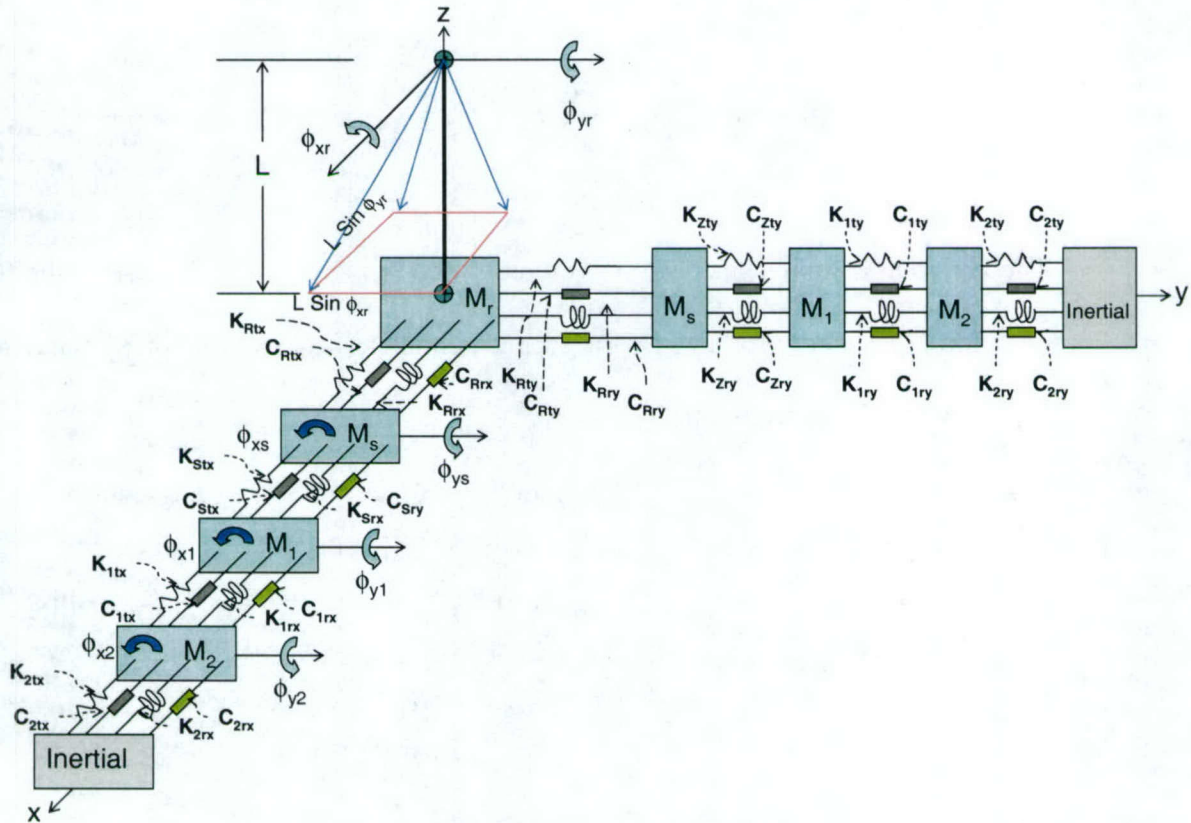 z
ϕyr
ϕxr
L
L Sin ϕyr
L Sin ϕxr
Mr
KZty CZty K1ty C1ty K2ty C2ty
Ms M1 M2 Inertial y
KRtx
CRtx
CRrx
KRrx
KRty
CRty
KRry
CRry
KZry CZry K1ry C1ry K2ry C2ry
ϕxs Ms
ϕys
KStx
CStx
KSrx
CSry
ϕx1 M1
ϕy1
K1tx
C1tx
K1rx
C1rx
ϕx2 M2
ϕy2
K2tx
C2tx
K2rx
C2rx
Inertial
x